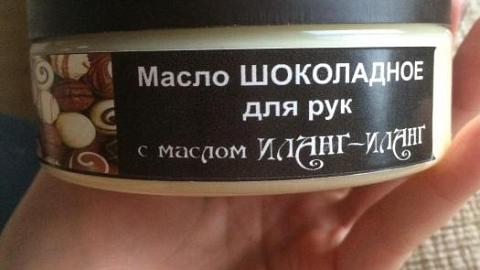 Масло ШОКОЛАДНОЕ
для рук
с маслом ИЛАНГ-ИЛАНГ